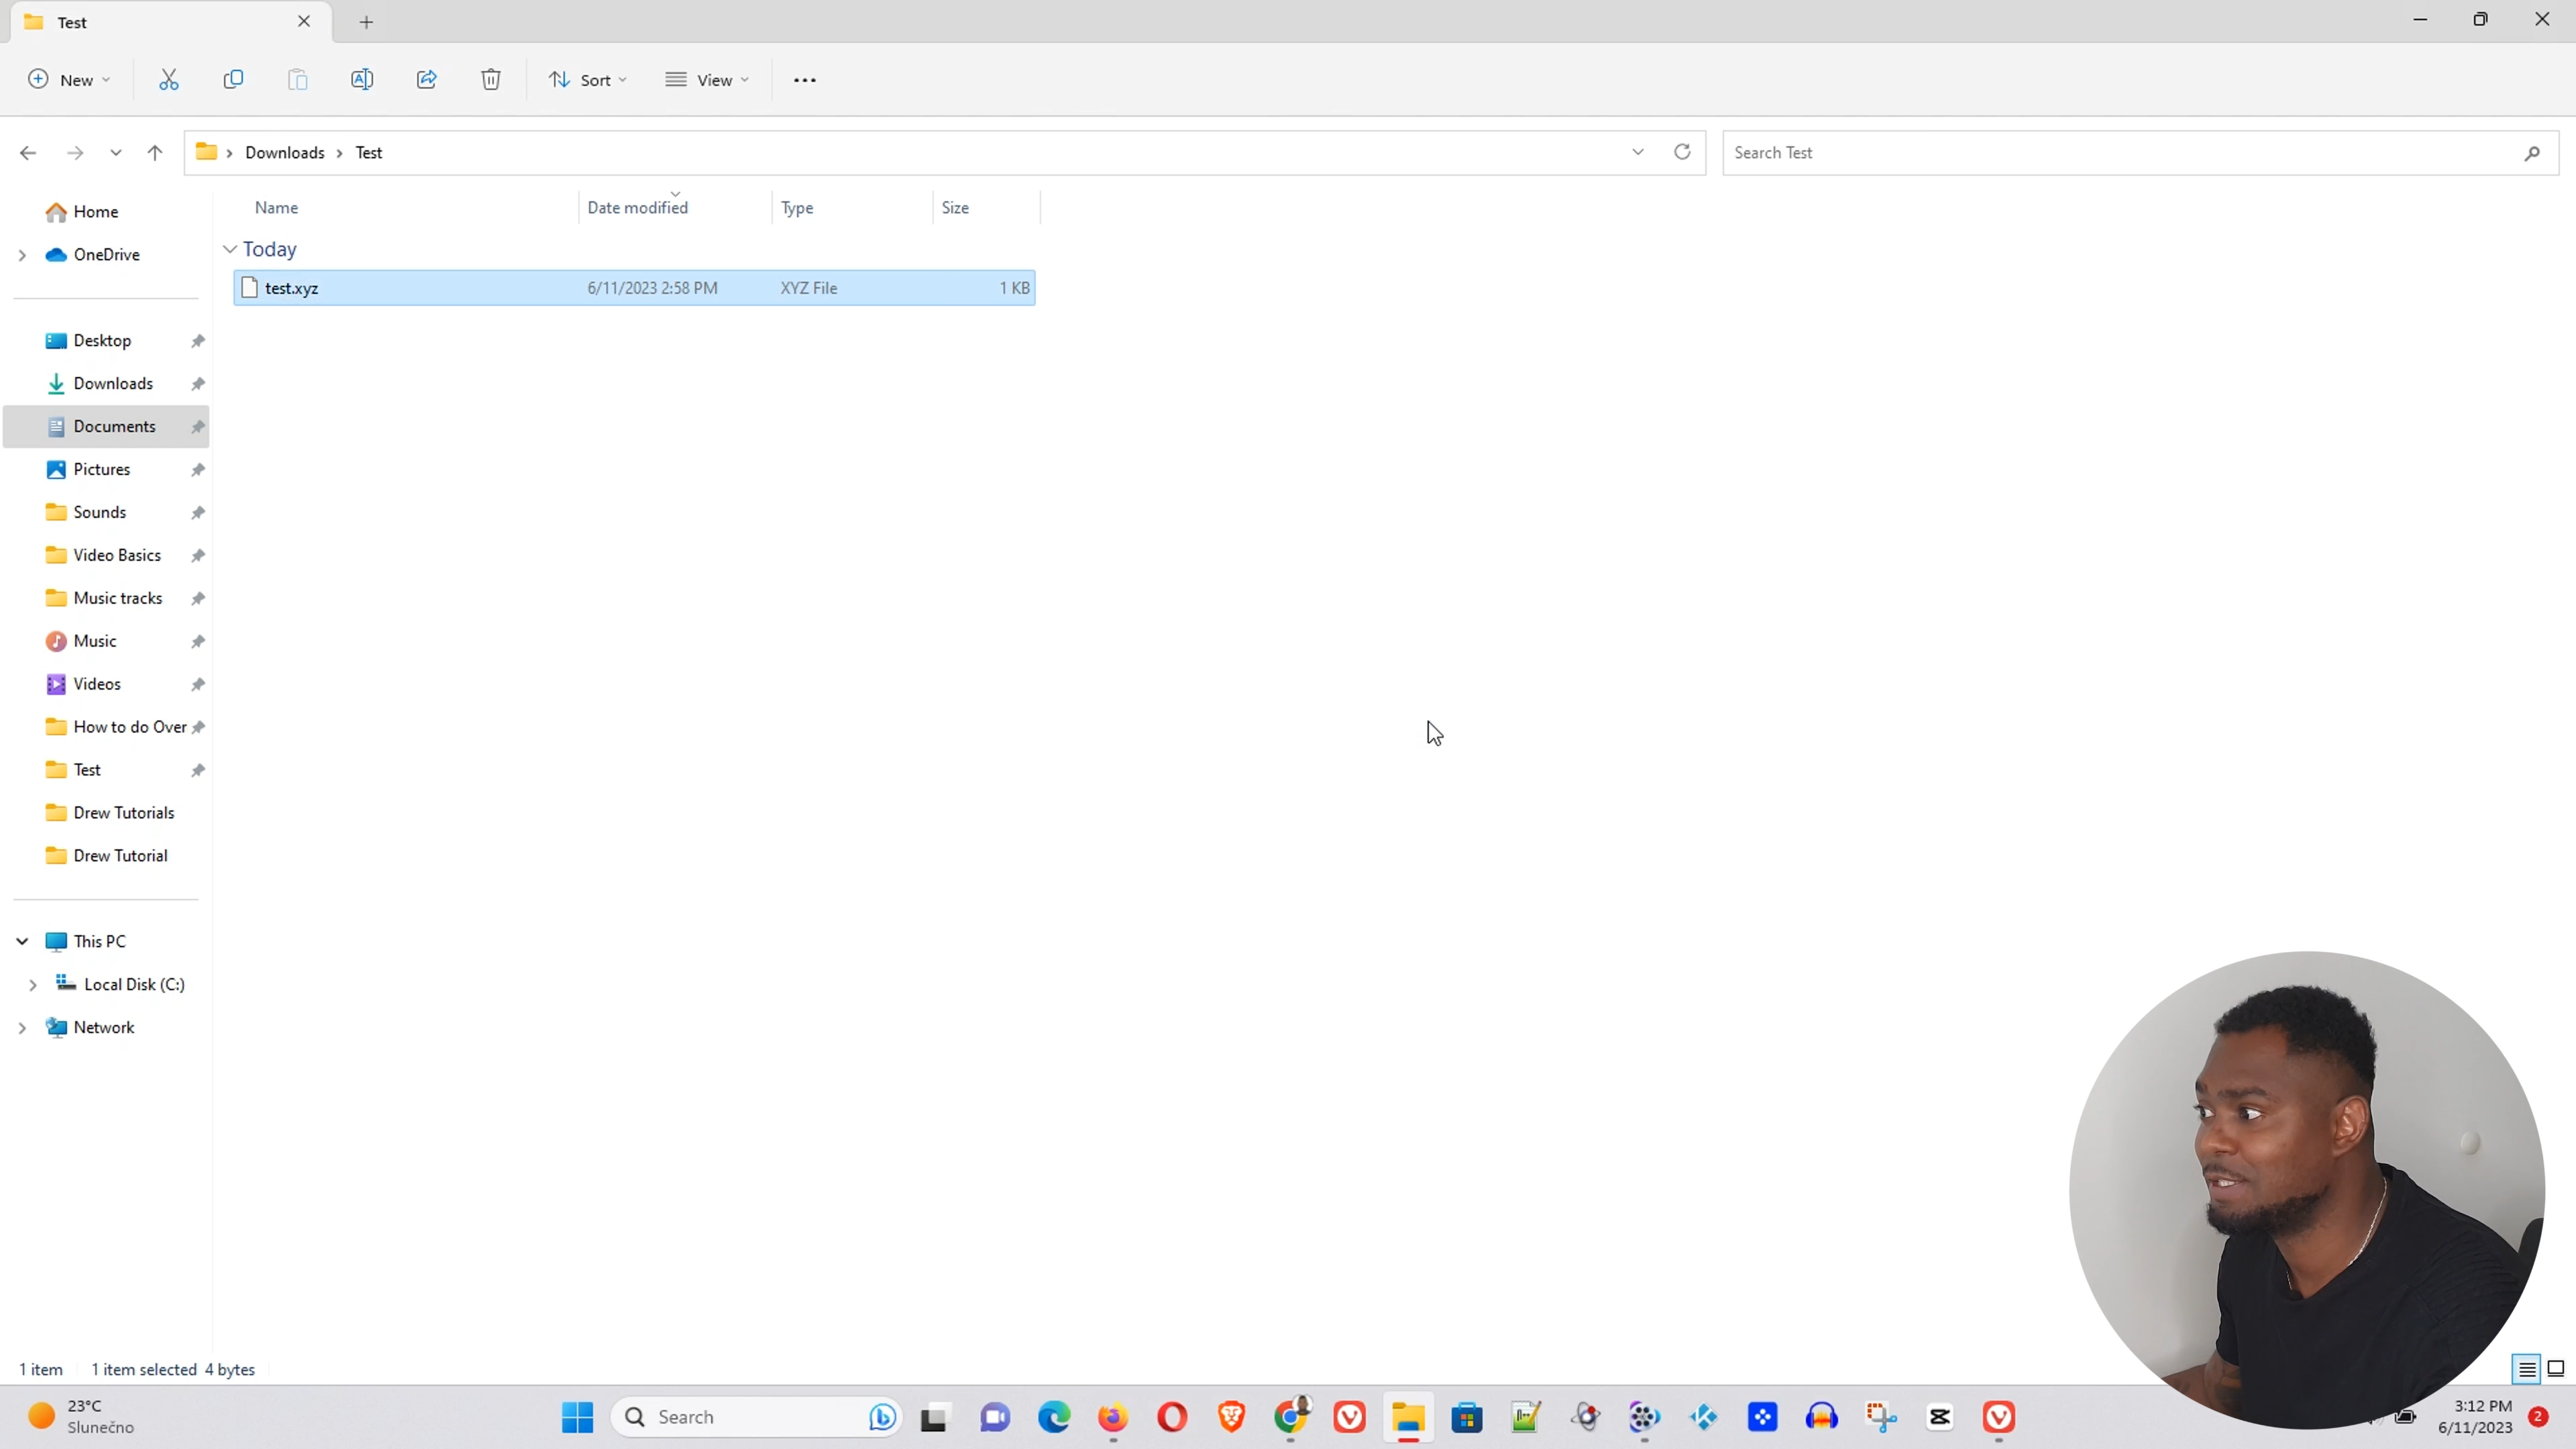 Test
New
Sort
View
Downloads
Test
Search Test
Name
Date modified
Type
Size
Today
test.xyz
6/11/2023 2:58 PM
XYZ File
1 KB
Home
OneDrive
Desktop
Downloads
Documents
Pictures
Sounds
Video Basics
Music tracks
Music
Videos
How to do Over
Test
Drew Tutorials
Drew Tutorial
This PC
Local Disk (C:)
Network
1 item
1 item selected 4 bytes
23°C
Slunečno
Search
3:12 PM
6/11/2023
2